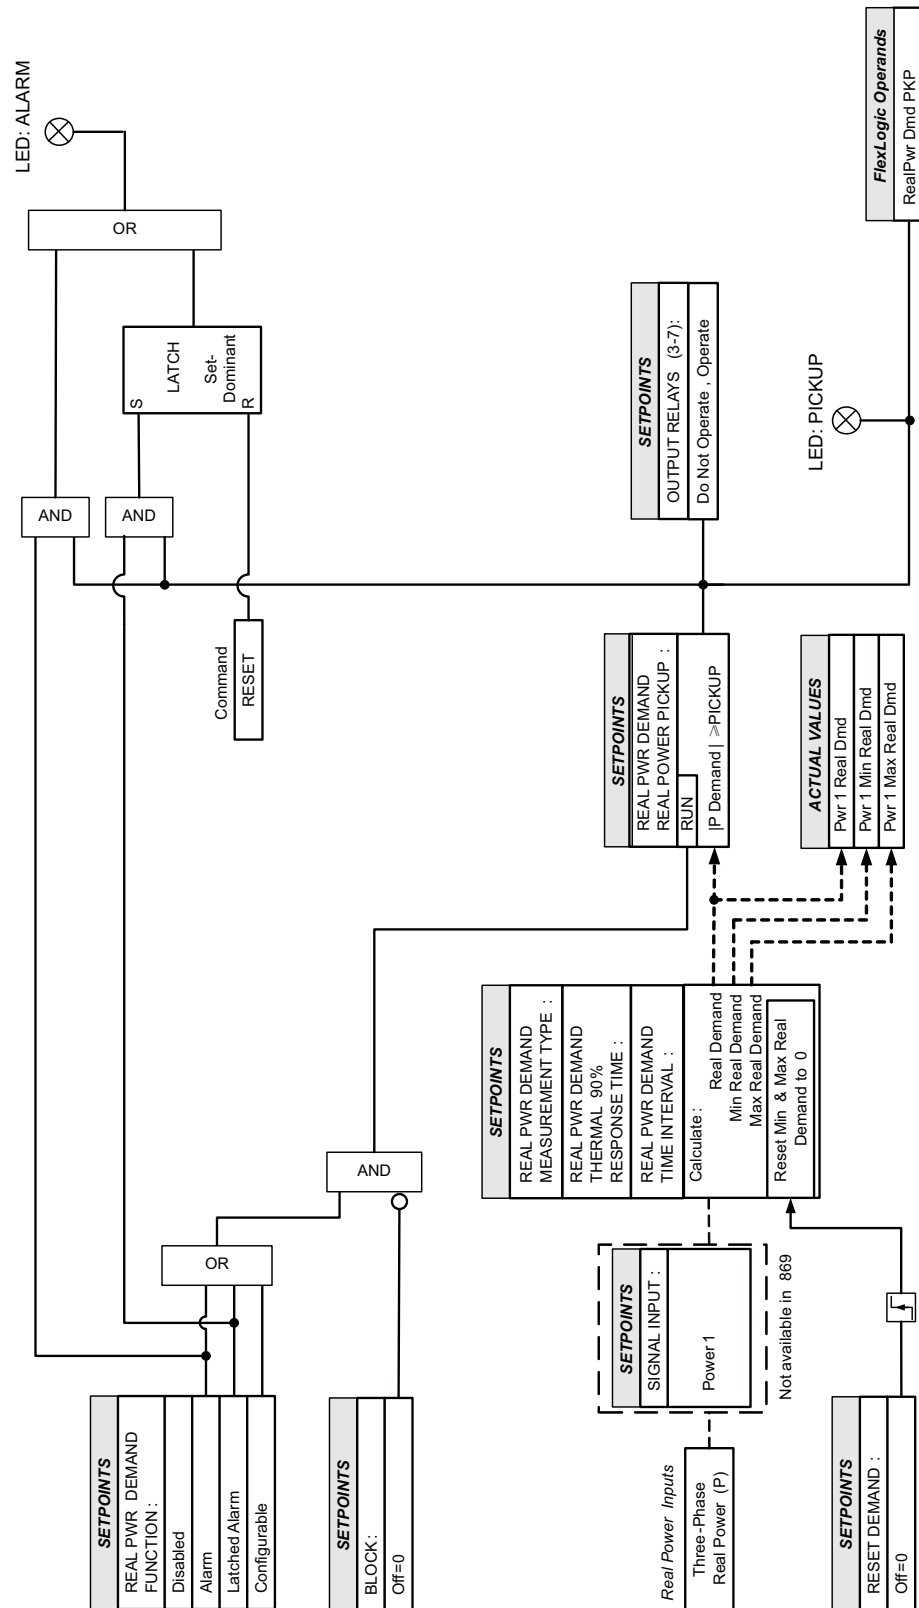 SETPOINTS
REAL PWR DEMAND
FUNCTION :
Disabled
Alarm
Latched Alarm
Configurable
SETPOINTS
BLOCK :
Off=0
Real Power Inputs
Three-Phase
Real Power (P)
SETPOINTS
RESET DEMAND :
Off=0
OR
AND
SETPOINTS
SIGNAL INPUT :
Power 1
Not available in 869
SETPOINTS
REAL PWR DEMAND
MEASUREMENT TYPE :
REAL PWR DEMAND
THERMAL 90%
RESPONSE TIME :
REAL PWR DEMAND
TIME INTERVAL :
Calculate :
Real Demand
Min Real Demand
Max Real Demand
Reset Min & Max Real
Demand to 0
Command
RESET
SETPOINTS
REAL PWR DEMAND
REAL POWER PICKUP :
RUN
|P Demand| ≥PICKUP
ACTUAL VALUES
Pwr 1 Real Dmd
Pwr 1 Min Real Dmd
Pwr 1 Max Real Dmd
AND
AND
S
LATCH
Set-
Dominant
R
SETPOINTS
OUTPUT RELAYS (3-7):
Do Not Operate , Operate
LED: PICKUP
OR
LED: ALARM
FlexLogic Operands
RealPwr Dmd PKP